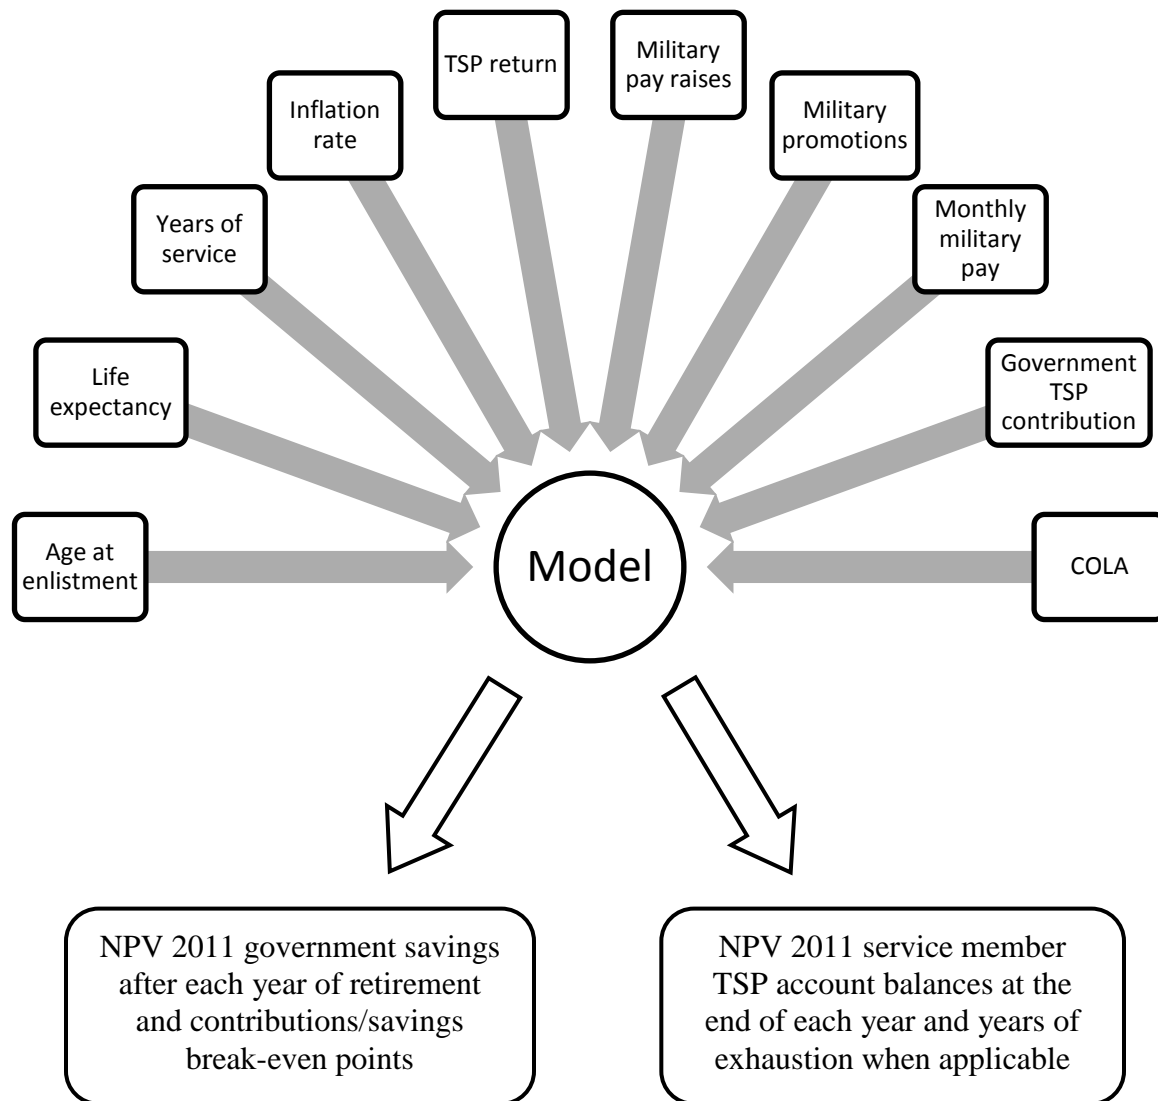 TSP return
Military
pay raises
Inflation
rate
Military
promotions
Years of
service
Monthly
military
pay
Life
expectancy
Government
TSP
contribution
Age at
enlistment
Model
COLA
NPV 2011 government savings
after each year of retirement
and contributions/savings
break-even points
NPV 2011 service member
TSP account balances at the
end of each year and years of
exhaustion when applicable